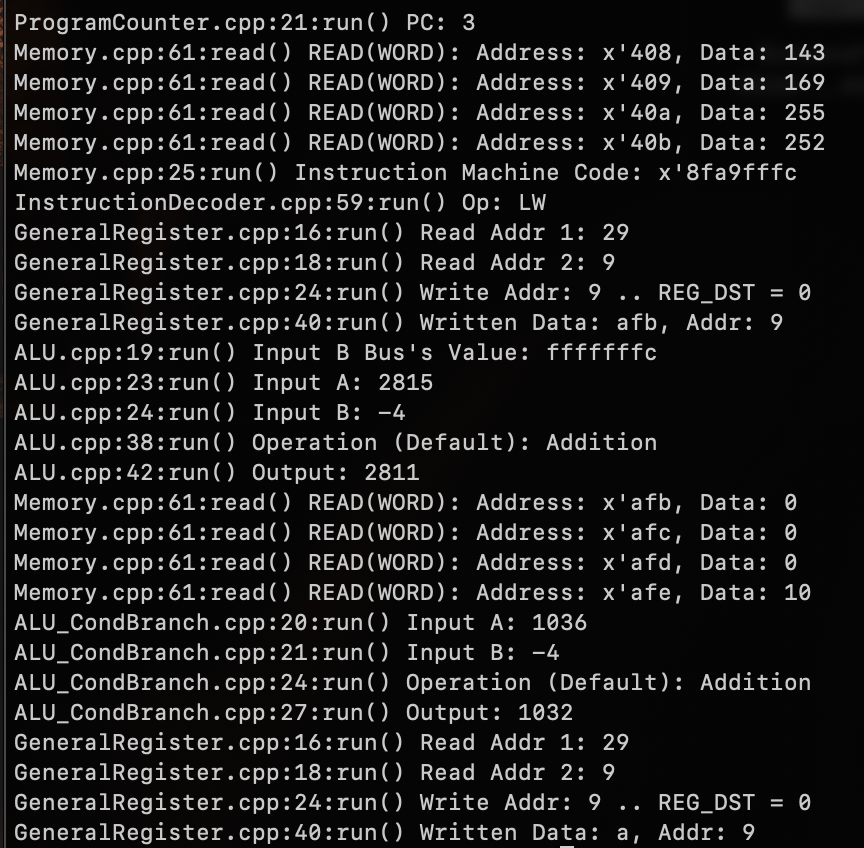 ProgramCounter.cpp:21:run() PC: 3
Memory.cpp:61:read() READ(WORD): Address: x'408, Data: 143
Memory.cpp:61:read() READ(WORD): Address: x'409, Data: 169
Memory.cpp:61:read() READ(WORD): Address: x'40a, Data: 255
Memory.cpp:61:read() READ(WORD): Address: x'40b, Data: 252
Memory.cpp:25:run() Instruction Machine Code: x'8fa9fffc
InstructionDecoder.cpp:59:run() Op: LW
GeneralRegister.cpp:16:run() Read Addr 1: 29
GeneralRegister.cpp:18:run() Read Addr 2: 9
GeneralRegister.cpp:24:run() Write Addr: 9 .. REG_DST = 0
GeneralRegister.cpp:40:run() Written Data: afb, Addr: 9
ALU.cpp:19:run() Input B Bus's Value: fffffffc
ALU.cpp:23:run() Input A: 2815
ALU.cpp:24:run() Input B: -4
ALU.cpp:38:run() Operation (Default): Addition
ALU.cpp:42:run() Output: 2811
Memory.cpp:61:read() READ(WORD): Address: x'afb, Data: 0
Memory.cpp:61:read() READ(WORD): Address: x'afc, Data: 0
Memory.cpp:61:read() READ(WORD): Address: x'afd, Data: 0
Memory.cpp:61:read() READ(WORD): Address: x'afe, Data: 10
ALU_CondBranch.cpp:20:run() Input A: 1036
ALU_CondBranch.cpp:21:run() Input B: -4
ALU_CondBranch.cpp:24:run() Operation (Default): Addition
ALU_CondBranch.cpp:27:run() Output: 1032
GeneralRegister.cpp:16:run() Read Addr 1: 29
GeneralRegister.cpp:18:run() Read Addr 2: 9
GeneralRegister.cpp:24:run() Write Addr: 9 .. REG_DST = 0
GeneralRegister.cpp:40:run() Written Data: a, Addr: 9